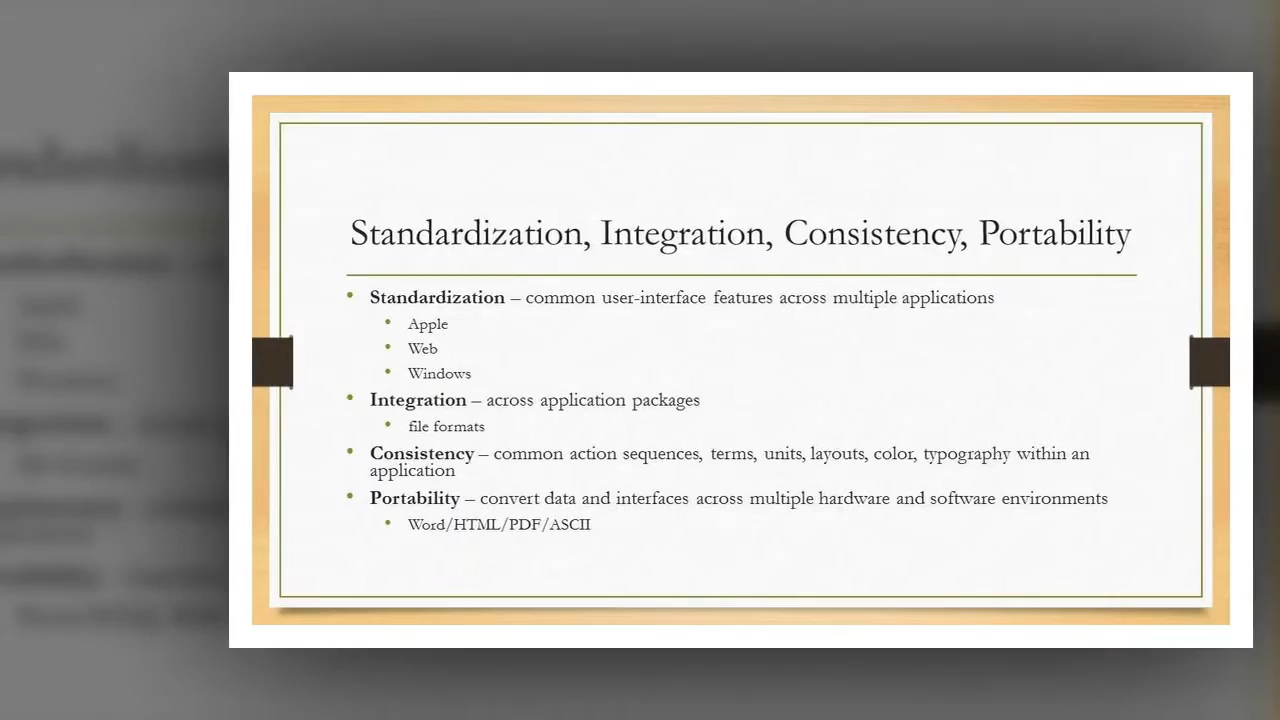 Standardization, Integration, Consistency, Portability
• Standardization – common user-interface features across multiple applications
• Apple
• Web
• Windows
• Integration – across application packages
• file formats
• Consistency – common action sequences, terms, units, layouts, color, typography within an
application
• Portability – convert data and interfaces across multiple hardware and software environments
• Word/HTML/PDF/ASCII